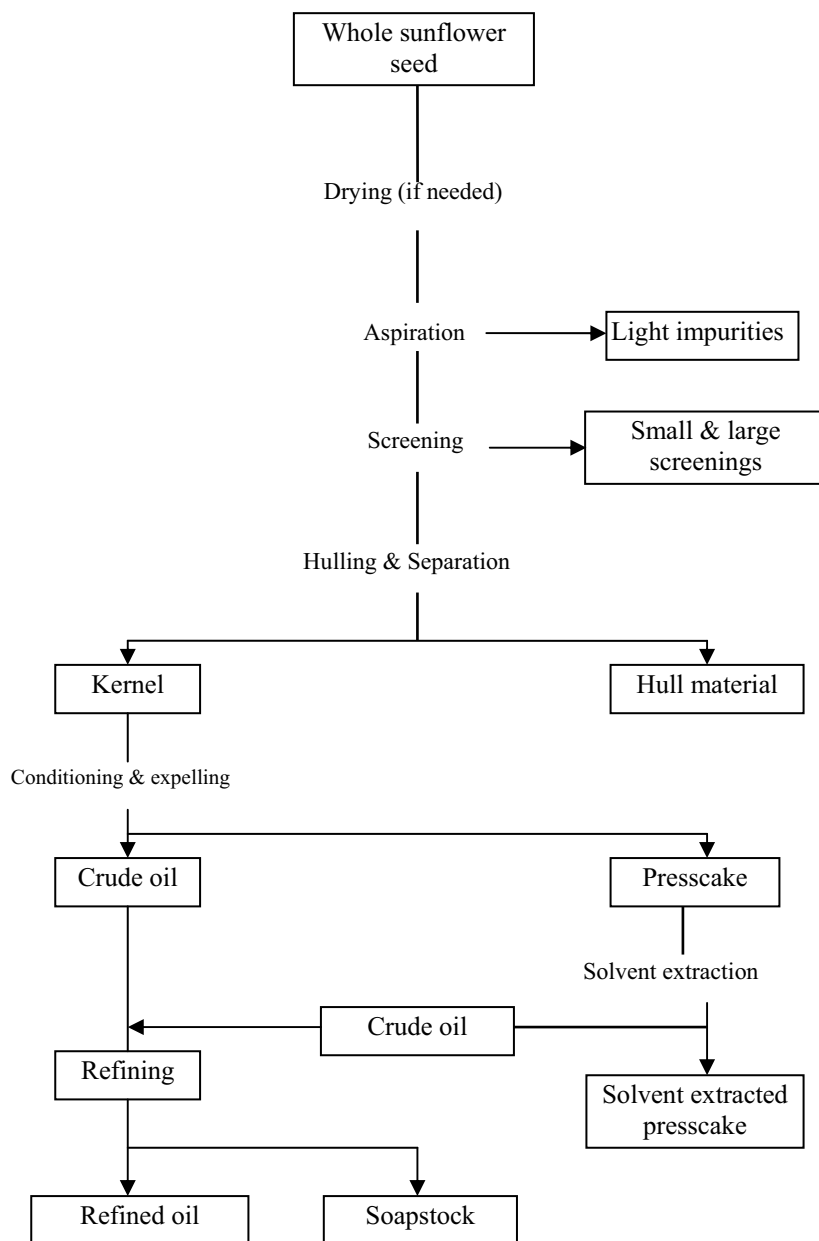 Whole sunflower
seed
Drying (if needed)
Aspiration
Light impurities
Screening
Small & large
screenings
Hulling & Separation
Kernel
Hull material
Conditioning & expelling
Crude oil
Presscake
Solvent extraction
Crude oil
Refining
Solvent extracted
presscake
Refined oil
Soapstock